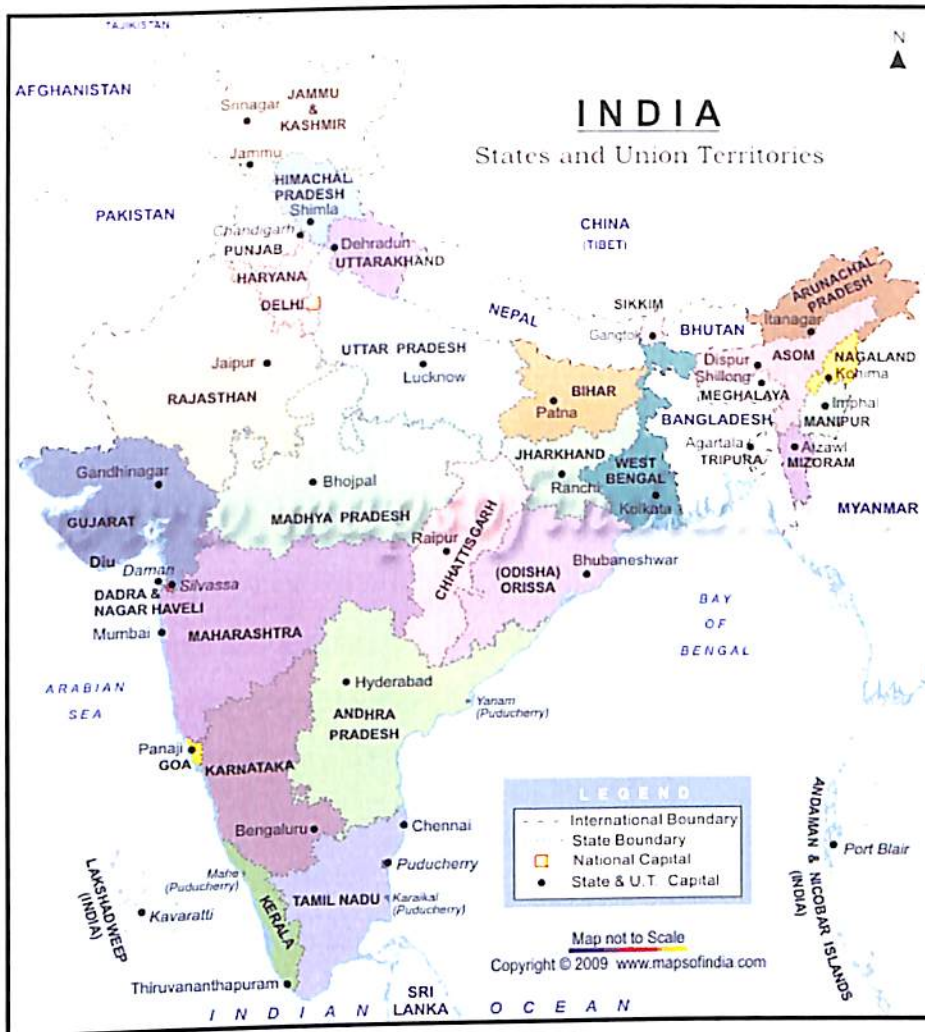 TAJIKISTAN
N
AFGHANISTAN
JAMMU
&
KASHMIR
Srinagar
INDIA
States and Union Territories
Jammu
HIMACHAL
PRADESH
Shimla
PAKISTAN
CHINA
(TIBET)
Chandigarh
PUNJAB
Dehradun
UTTARAKHAND
HARYANA
DELHI
ARUNACHAL
PRADESH
Itanagar
NEPAL
SIKKIM
Gangtok
BHUTAN
UTTAR PRADESH
Lucknow
Jaipur
RAJASTHAN
BIHAR
Patna
Dispur
Shillong
ASOM
MEGHALAYA
NAGALAND
Kohima
BANGLADESH
Imphal
MANIPUR
JHARKHAND
Ranchi
WEST
BENGAL
Kolkata
Agartala
TRIPURA
Aizawl
MIZORAM
Gandhinagar
GUJARAT
Bhopal
MADHYA PRADESH
MYANMAR
Raipur
CHHATTISGARH
Diu
Daman
Silvassa
DADRA &
NAGAR HAVELI
(ODISHA)
ORISSA
Bhubaneshwar
Mumbai
MAHARASHTRA
BAY
OF
BENGAL
ARABIAN
SEA
Hyderabad
ANDHRA
PRADESH
Yanam
(Puducherry)
Panaji
GOA
KARNATAKA
Bengaluru
Chennai
LEGEND
International Boundary
State Boundary
National Capital
State & U.T. Capital
ANDAMAN & NICOBAR ISLANDS
(INDIA)
Port Blair
Mahe
(Puducherry)
Puducherry
LAKSHADWEEP
(INDIA)
Kavaratti
KERALA
TAMIL NADU
Karaikal
(Puducherry)
Map not to Scale
Copyright © 2009 www.mapsofindia.com
Thiruvananthapuram
SRI
LANKA
INDIAN OCEAN